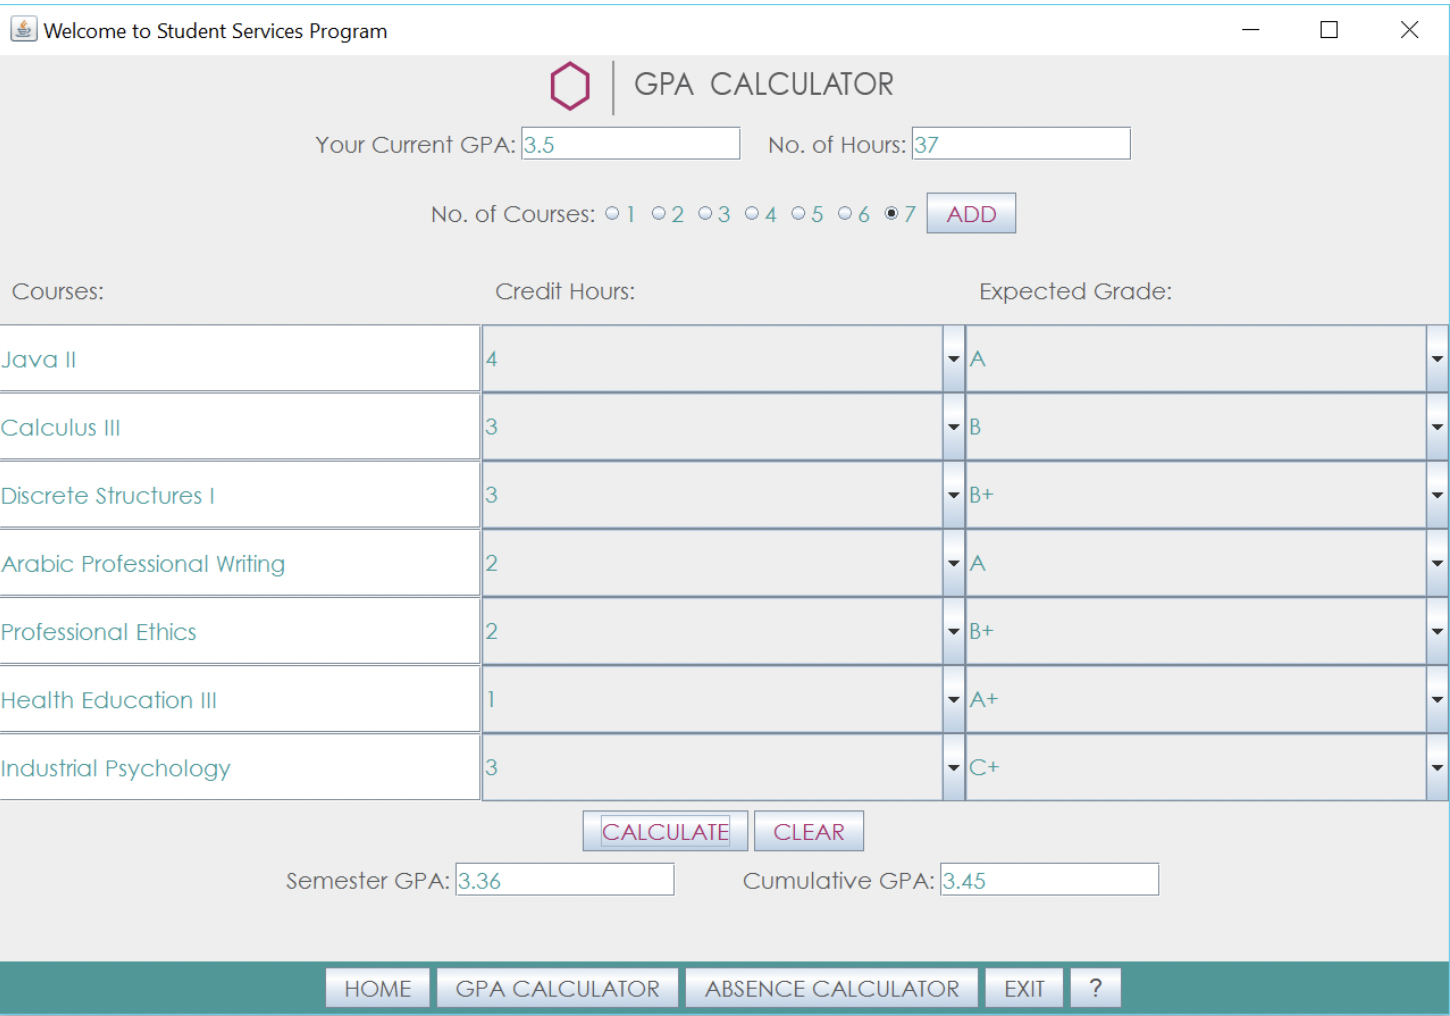 Welcome to Student Services Program
GPA CALCULATOR
Your Current GPA: 3.5 No. of Hours: 37
No. of Courses: 1 2 3 4 5 6 7 ADD
Courses: Credit Hours: Expected Grade:
Java II 4 A
Calculus III 3 B
Discrete Structures I 3 B+
Arabic Professional Writing 2 A
Professional Ethics 2 B+
Health Education III 1 A+
Industrial Psychology 3 C+
CALCULATE CLEAR
Semester GPA: 3.36 Cumulative GPA: 3.45
HOME GPA CALCULATOR ABSENCE CALCULATOR EXIT ?